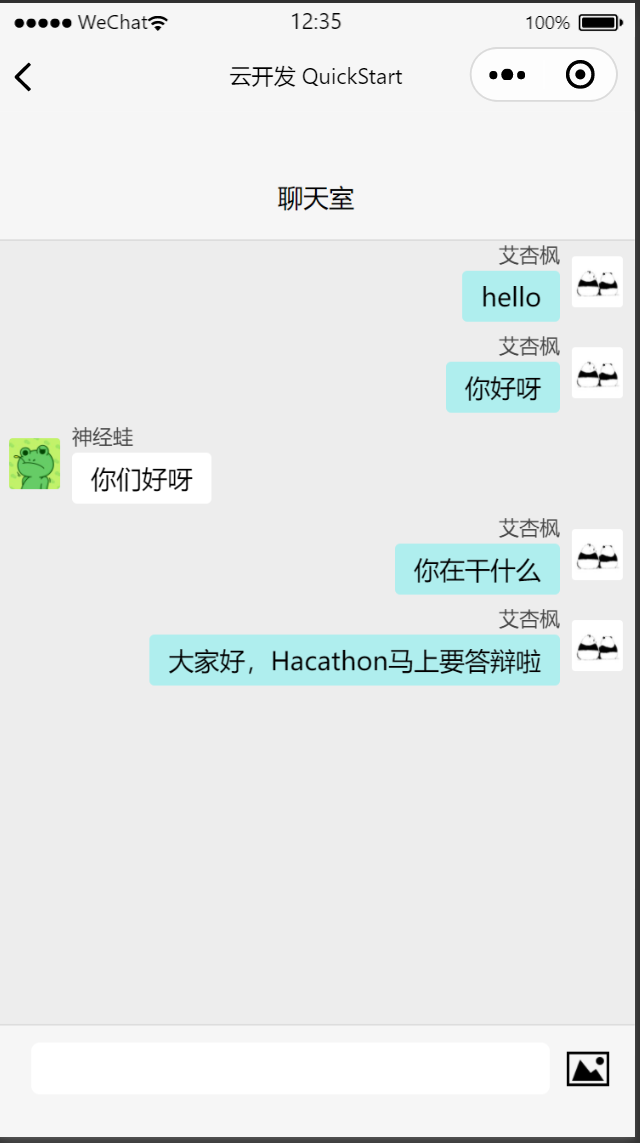 ●●●●● WeChat 12:35 100%
云开发 QuickStart
聊天室
艾杏枫
hello
艾杏枫
你好呀
神经蛙
你们好呀
艾杏枫
你在干什么
艾杏枫
大家好，Hacathon马上要答辩啦